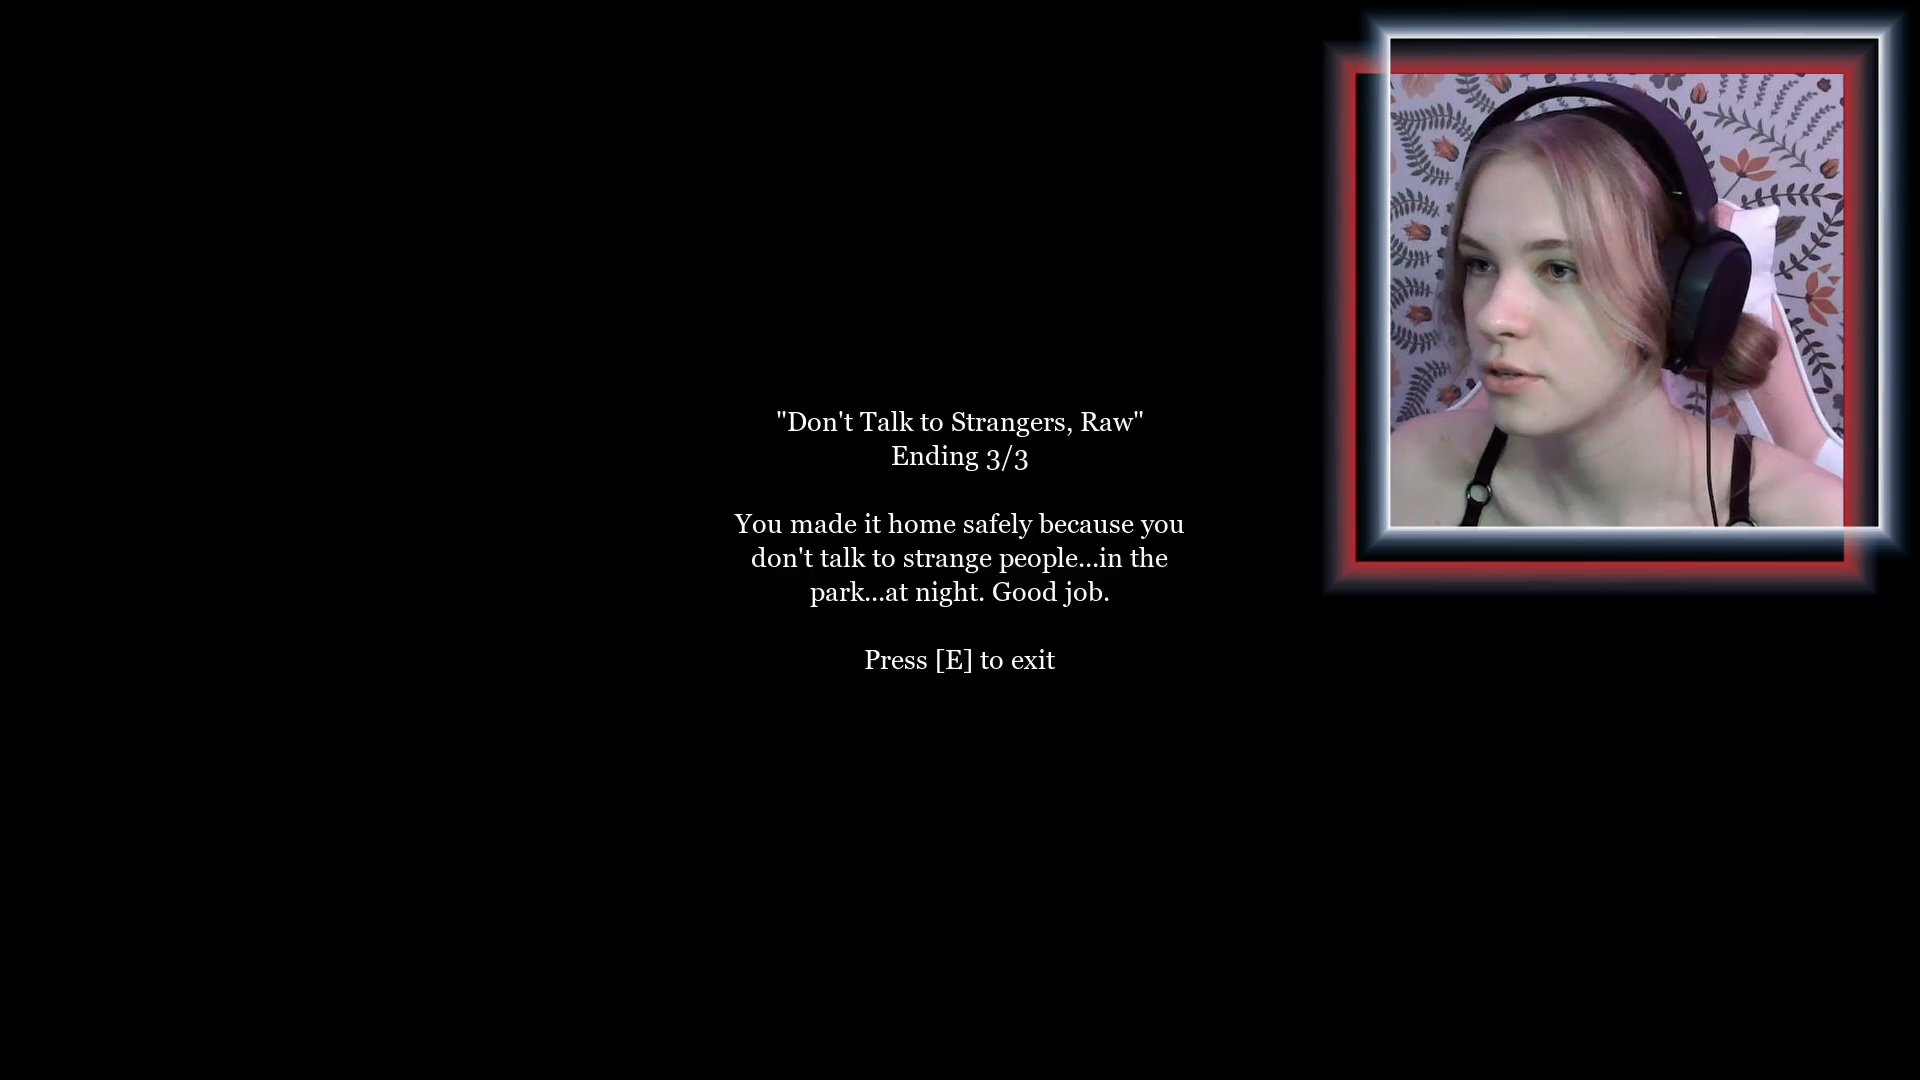 "Don't Talk to Strangers, Raw"
Ending 3/3
You made it home safely because you
don't talk to strange people...in the
park...at night. Good job.
Press [E] to exit